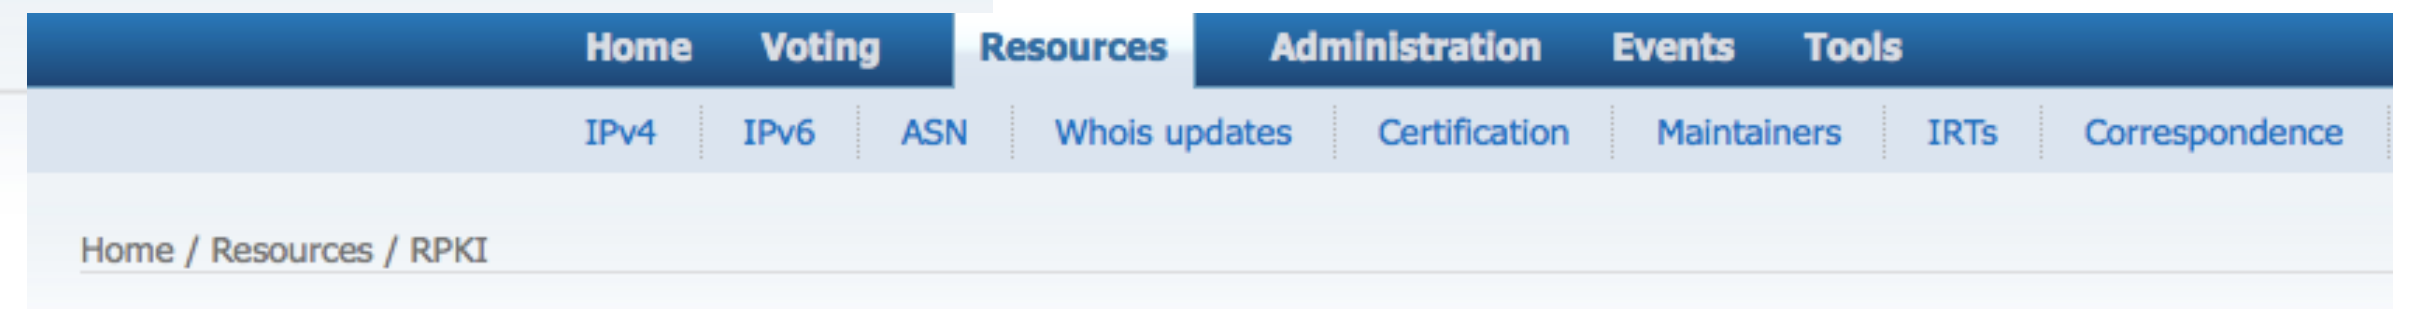 Home Voting Resources Administration Events Tools
IPv4 IPv6 ASN Whois updates Certification Maintainers IRTs Correspondence
Home / Resources / RPKI